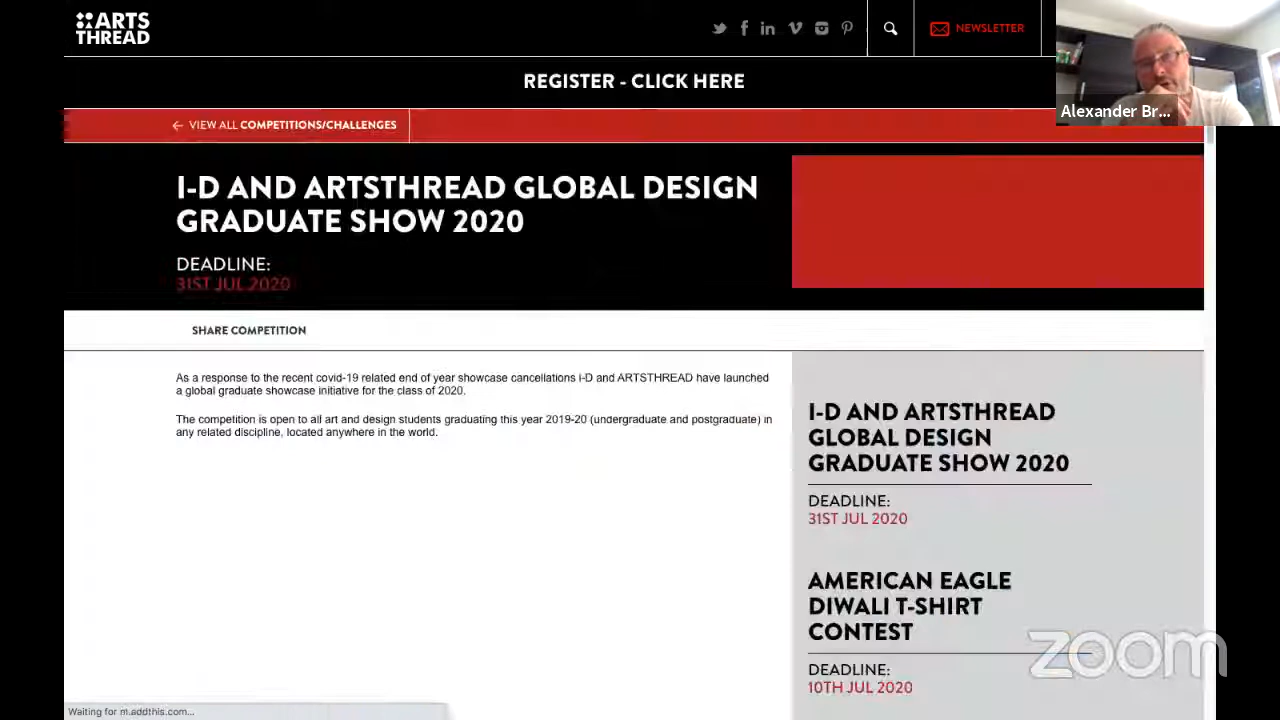 ARTS
THREAD
NEWSLETTER
Alexander Br...
REGISTER - CLICK HERE
← VIEW ALL COMPETITIONS/CHALLENGES
I-D AND ARTSTHREAD GLOBAL DESIGN
GRADUATE SHOW 2020
DEADLINE:
31ST JUL 2020
SHARE COMPETITION
As a response to the recent covid-19 related end of year showcase cancellations i-D and ARTSTHREAD have launched
a global graduate showcase initiative for the class of 2020.
The competition is open to all art and design students graduating this year 2019-20 (undergraduate and postgraduate) in
any related discipline, located anywhere in the world.
I-D AND ARTSTHREAD
GLOBAL DESIGN
GRADUATE SHOW 2020
DEADLINE:
31ST JUL 2020
AMERICAN EAGLE
DIWALI T-SHIRT
CONTEST
DEADLINE:
10TH JUL 2020
zoom
Waiting for m.addthis.com...